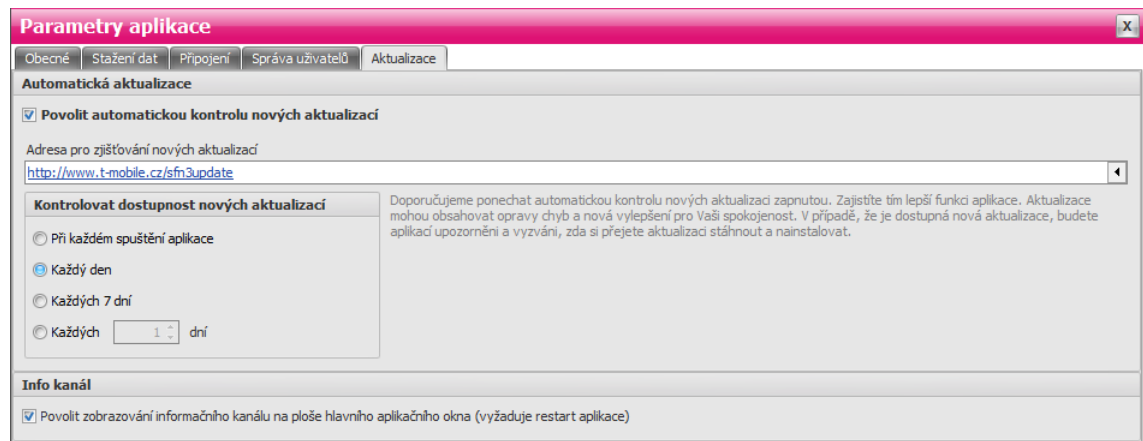 Parametry aplikace
X
Obecné Stažení dat Připojení Správa uživatelů Aktualizace
Automatická aktualizace
Povolit automatickou kontrolu nových aktualizací
Adresa pro zjišťování nových aktualizací
http://www.t-mobile.cz/sfn3update
Kontrolovat dostupnost nových aktualizací
Při každém spuštění aplikace
Každý den
Každých 7 dní
Každých 1 dní
Doporučujeme ponechat automatickou kontrolu nových aktualizaci zapnutou. Zajistíte tím lepší funkci aplikace. Aktualizace
mohou obsahovat opravy chyb a nová vylepšení pro Vaši spokojenost. V případě, že je dostupná nová aktualizace, budete
aplikací upozorněni a vyzváni, zda si přejete aktualizaci stáhnout a nainstalovat.
Info kanál
Povolit zobrazování informačního kanálu na ploše hlavního aplikačního okna (vyžaduje restart aplikace)